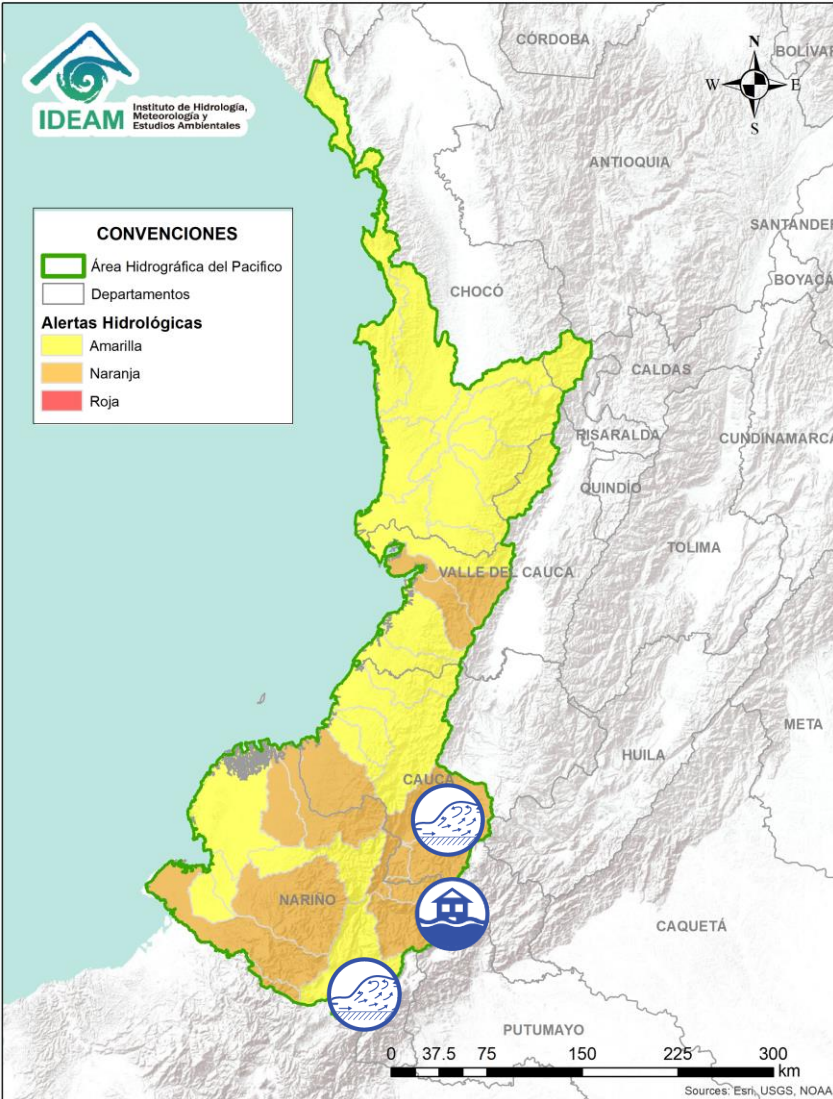 IDEAM
Instituto de Hidrología,
Meteorología y
Estudios Ambientales
N
W
E
S
CÓRDOBA
BOLÍVAR
ANTIOQUIA
SANTANDER
BOYACÁ
CHOCÓ
CONVENCIONES
Área Hidrográfica del Pacifico
Departamentos
Alertas Hidrológicas
Amarilla
Naranja
Roja
CALDAS
RISARALDA
CUNDINAMARCA
QUINDÍO
TOLIMA
VALLE DEL CAUCA
META
HUILA
CAUCA
NARIÑO
CAQUETÁ
PUTUMAYO
0 37.5 75 150 225 300
km
Sources: Esri, USGS, NOAA